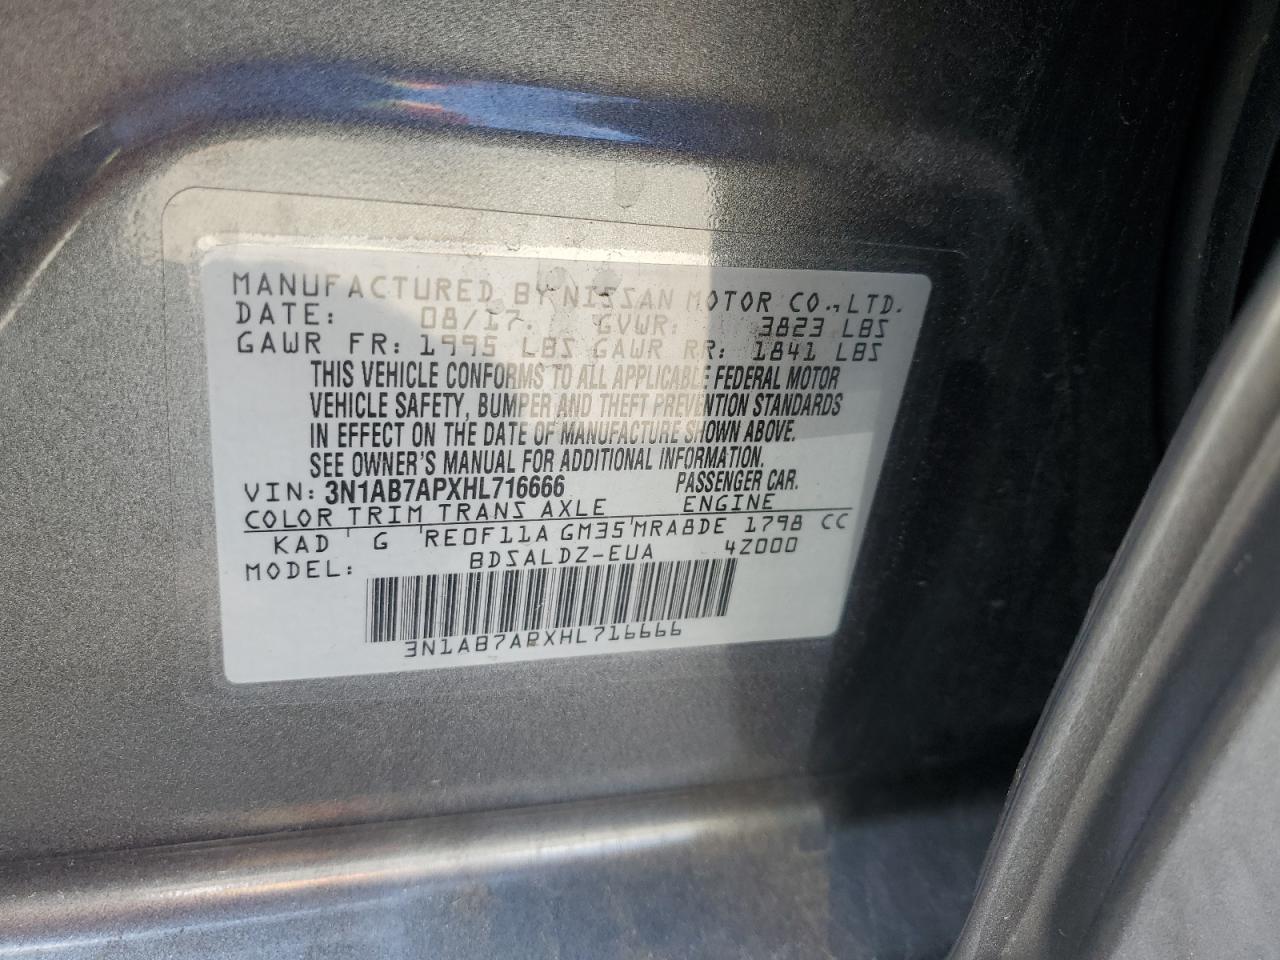 MANUFACTURED BY NISSAN MOTOR CO., LTD.
DATE: 08/17. GVWR: 3823 LBS
GAWR FR: 1995 LBS GAWR RR: 1841 LBS
THIS VEHICLE CONFORMS TO ALL APPLICABLE FEDERAL MOTOR
VEHICLE SAFETY, BUMPER AND THEFT PREVENTION STANDARDS
IN EFFECT ON THE DATE OF MANUFACTURE SHOWN ABOVE.
SEE OWNER'S MANUAL FOR ADDITIONAL INFORMATION.
VIN: 3N1AB7APXHL716666 PASSENGER CAR.
COLOR TRIM TRANS AXLE ENGINE
KAD G RE0F11A GM35 MRA8DE 1798 CC
MODEL: BDSALDZ-EUA 4Z000
3N1AB7APXHL716666